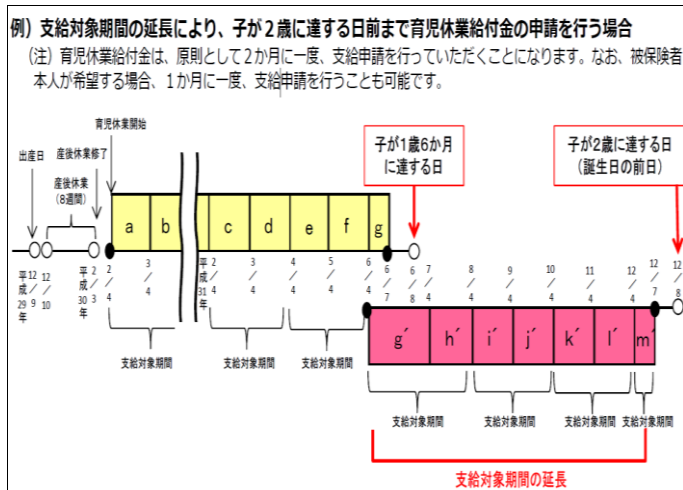 例）支給対象期間の延長により、子が２歳に達する日前まで育児休業給付金の申請を行う場合
（注）育児休業給付金は、原則として２か月に一度、支給申請を行っていただくことになります。なお、被保険者
本人が希望する場合、１か月に一度、支給申請を行うことも可能です。
育児休業開始
出産日
産後休業修了
産後休業
（8週間）
子が1歳6か月
に達する日
子が2歳に達する日
（誕生日の前日）
a b c d e f g
平成29年 12/9 12/10 平成30年 2/3 2/4 3/4 平成31年 2/4 3/4 4/4 5/4 6/4 6/7 6/8 7/4 8/4 9/4 10/4 11/4 12/4 12/7 12/8
g´ h´ i´ j´ k´ l´ m´
支給対象期間 支給対象期間 支給対象期間
支給対象期間 支給対象期間 支給対象期間 支給対象期間
支給対象期間の延長